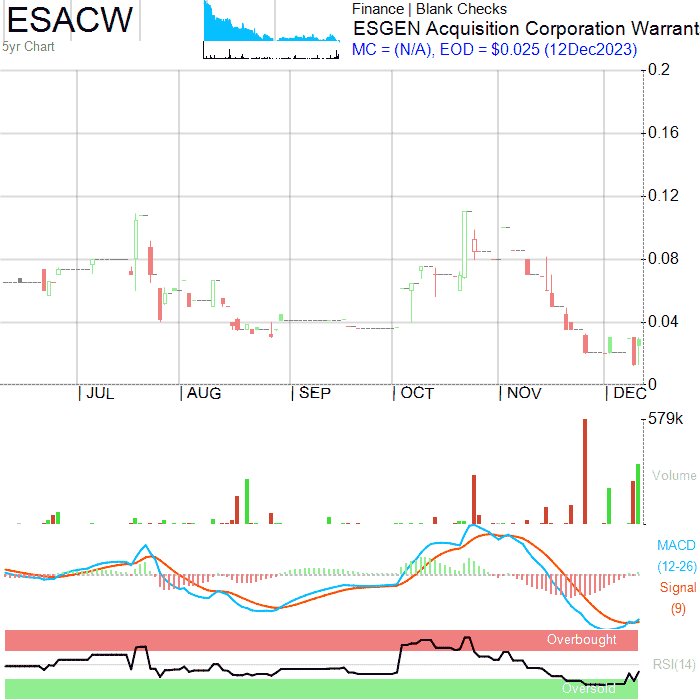 ESACW
5yr Chart
Finance | Blank Checks
ESGEN Acquisition Corporation Warrant
MC = (N/A), EOD = $0.025 (12Dec2023)
0.2
0.16
0.12
0.08
0.04
0
JUL AUG SEP OCT NOV DEC
579k
Volume
MACD
(12-26)
Signal
(9)
Overbought
RSI(14)
Oversold